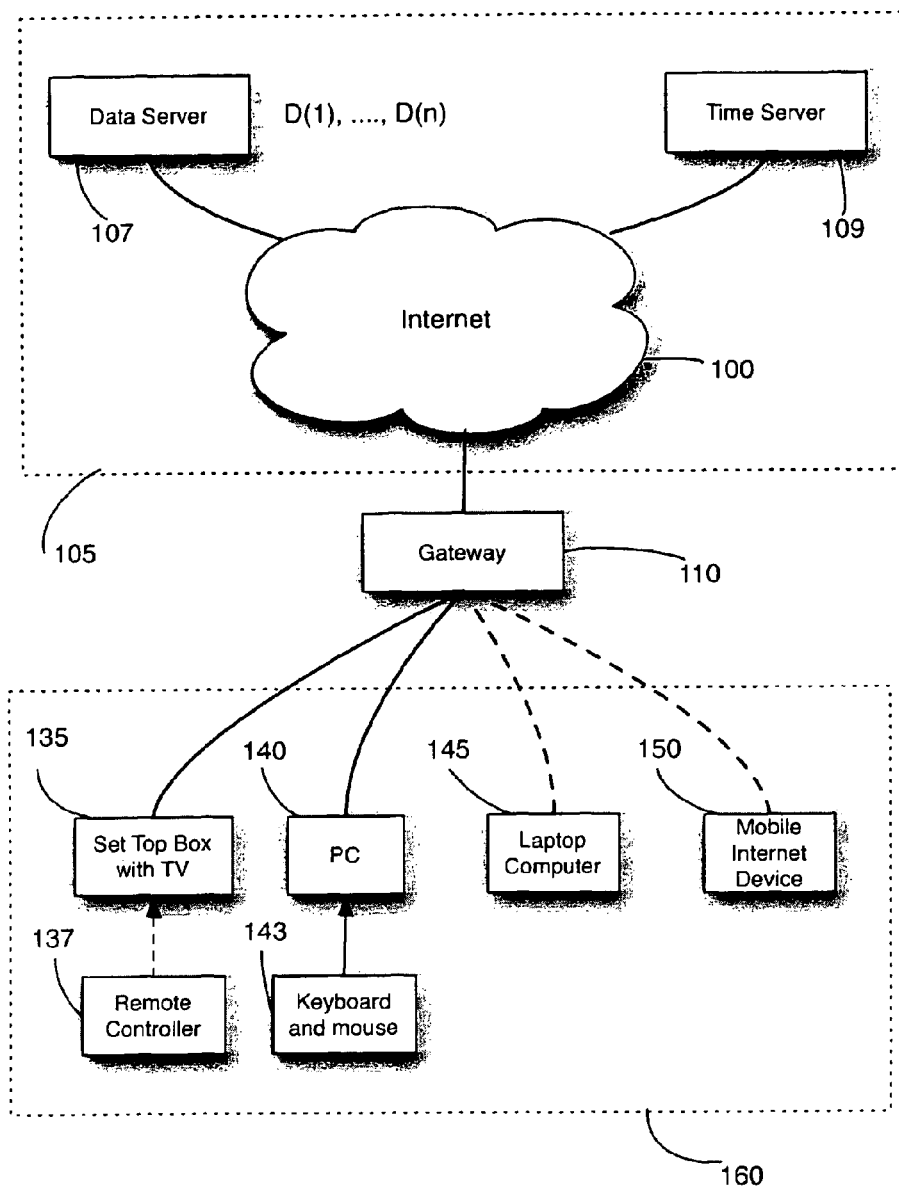 Data Server
D(1), ...., D(n)
Time Server
107
109
Internet
100
105
Gateway
110
135
140
145
150
Set Top Box
with TV
PC
Laptop
Computer
Mobile
Internet
Device
137
143
Remote
Controller
Keyboard
and mouse
160